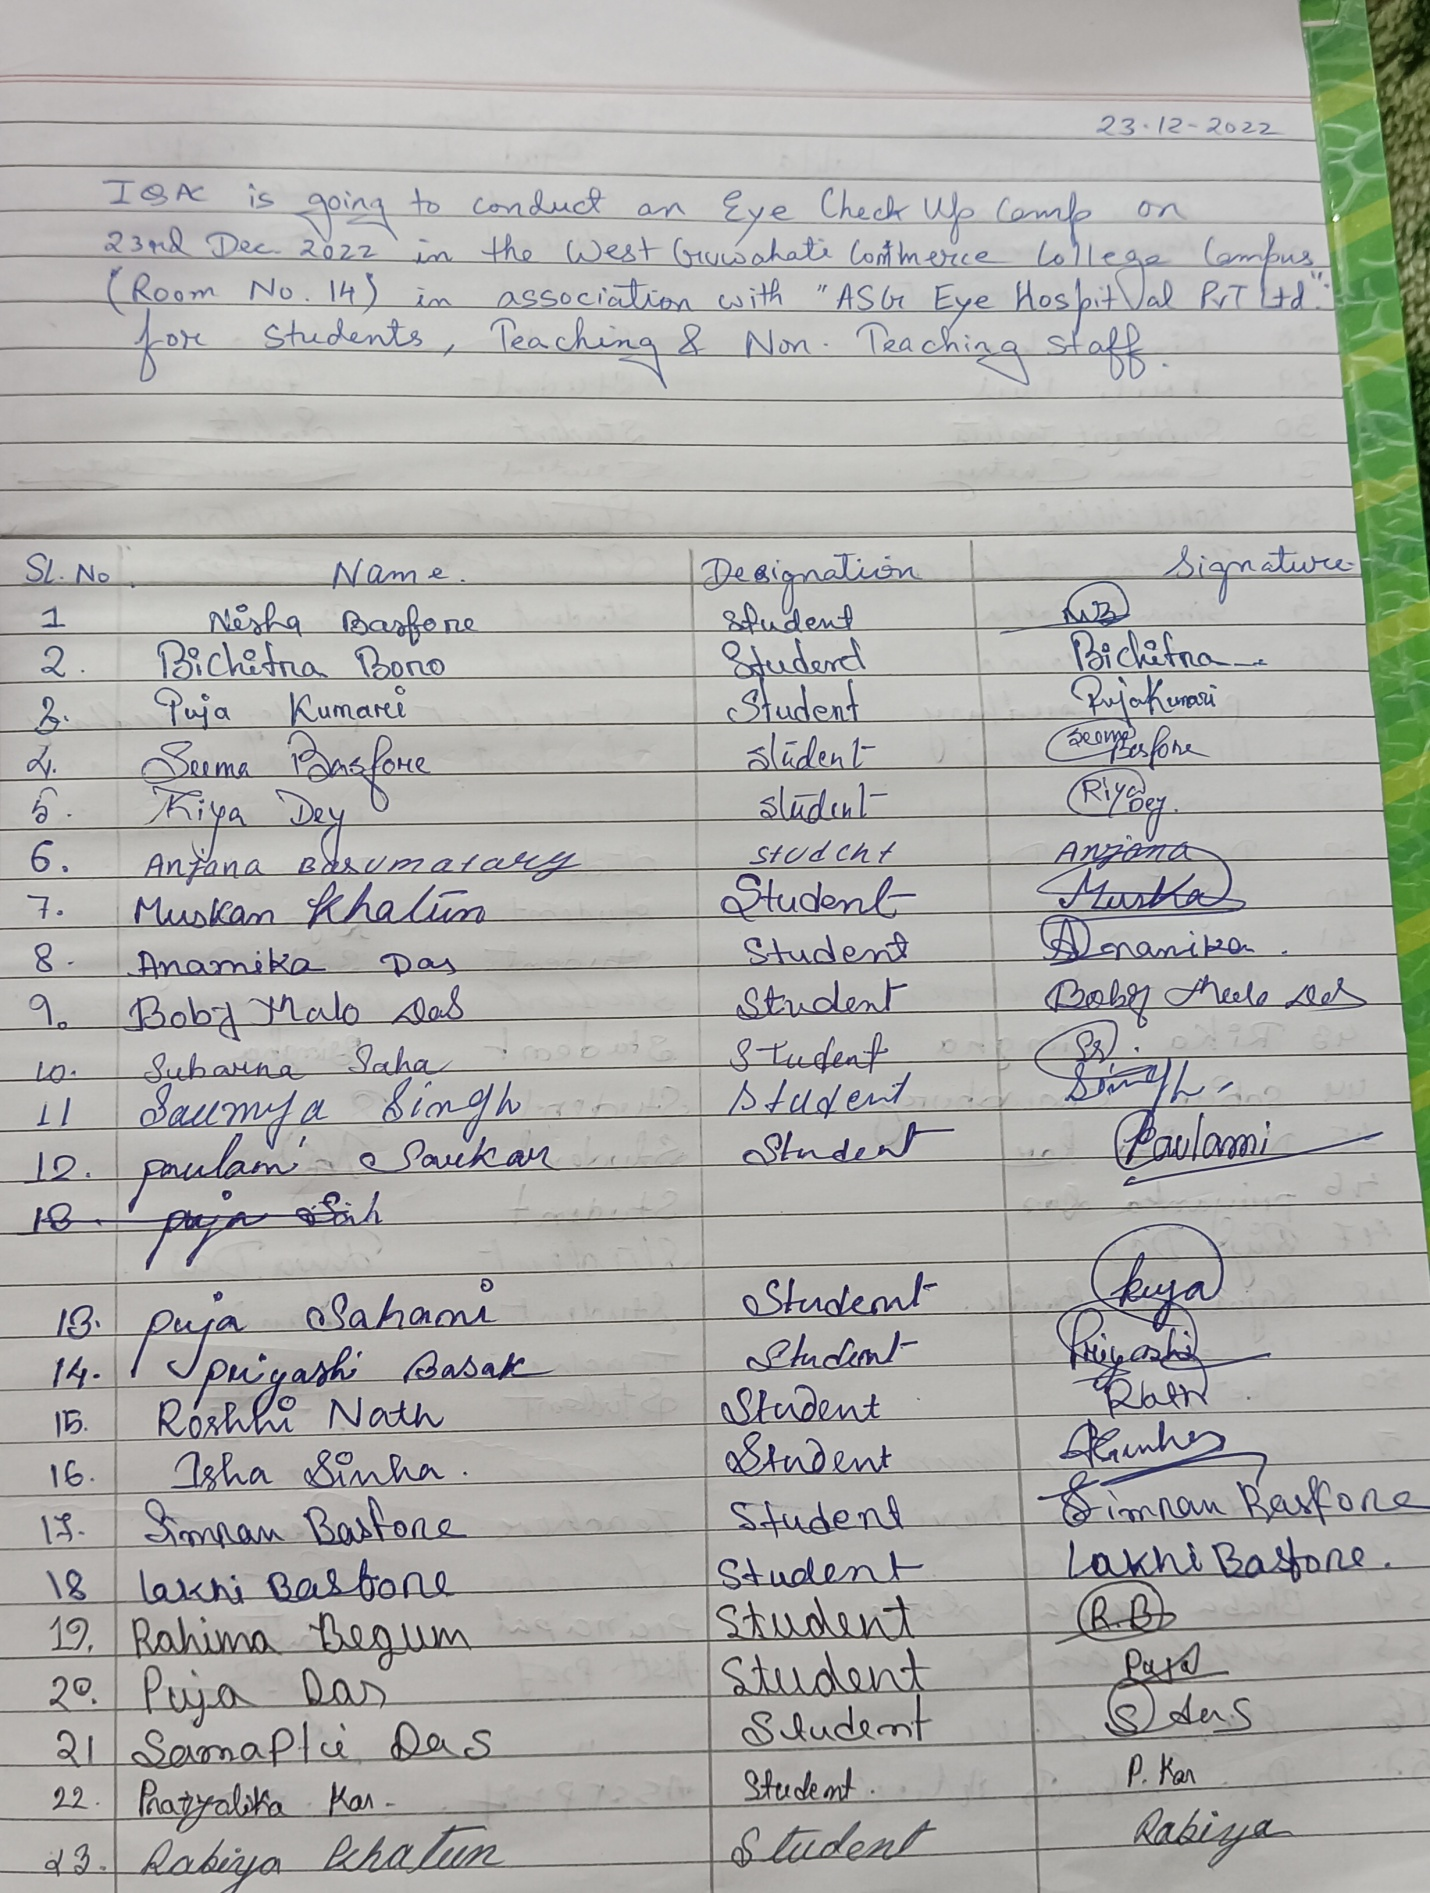 23-12-2022
IQAC is going to conduct an Eye Check Up Camp on
23rd Dec 2022 in the West Guwahati Commerce College Campus
(Room No. 14) in association with "ASG Eye Hospital Pvt Ltd"
for Students, Teaching & Non-Teaching staff.
Sl. No. Name. Designation Signature
1 Nisha Basfore Student NB
2. Bichitra Boro Student Bichitra
3. Puja Kumari Student Puja Kumari
4. Seema Basfore Student Seema Basfore
5. Riya Dey Student Riya Dey.
6. Anjana Basumatary Student Anjana
7. Muskan Khatun Student Muska
8. Anamika Das Student Anamika.
9. Boby Malo Das Student Boby Malo Das
10. Subarna Saha Student
11 Saumya Singh Student Singh
12. paulami Sarkar Student Paulami
13. puja Sah
13. puja Sahani Student puja
14. priyashi Basak Student Priyashi
15. Roshni Nath Student RNath.
16. Isha Sinha. Student
17. Simran Basfore Student Simran Basfore
18 lakhi Basfore Student Lakhi Basfore.
19. Rahima Begum Student R.B
20. Puja Das Student Puja
21 Samapti Das Student S das
22. Pratyalika Kar. Student. P. Kar
23. Rabiya Khatun Student Rabiya